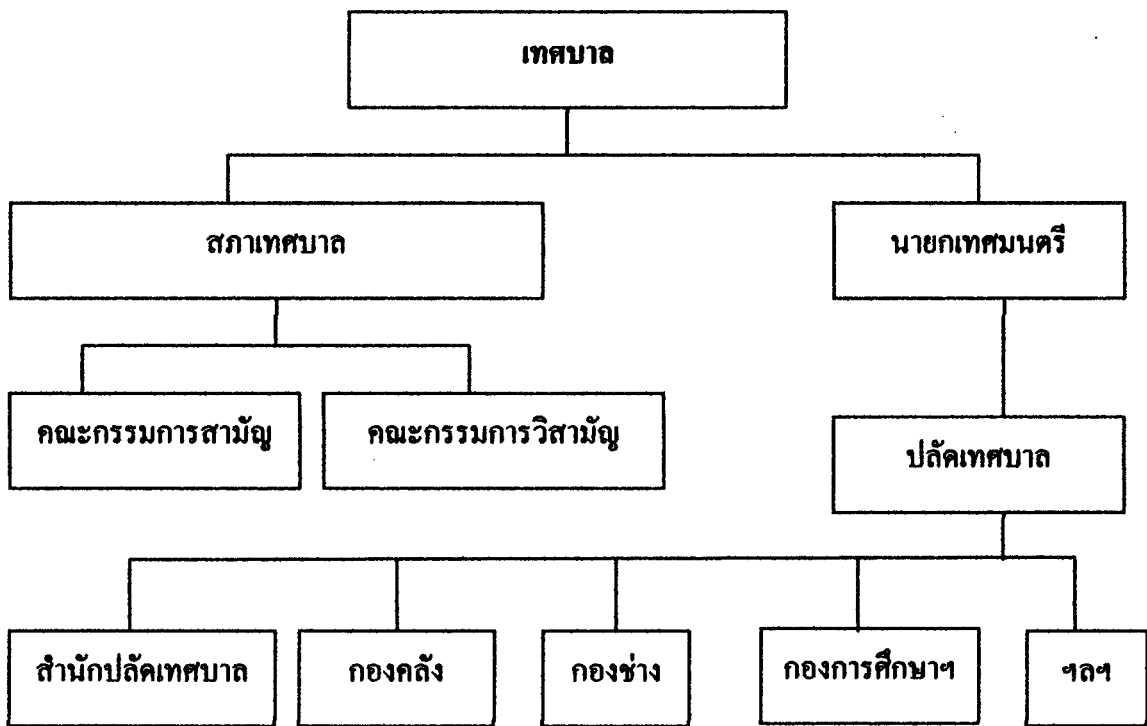 เทศบาล
สภาเทศบาล
นายกเทศมนตรี
คณะกรรมการสามัญ
คณะกรรมการวิสามัญ
ปลัดเทศบาล
สำนักปลัดเทศบาล
กองคลัง
กองช่าง
กองการศึกษาฯ
ฯลฯ